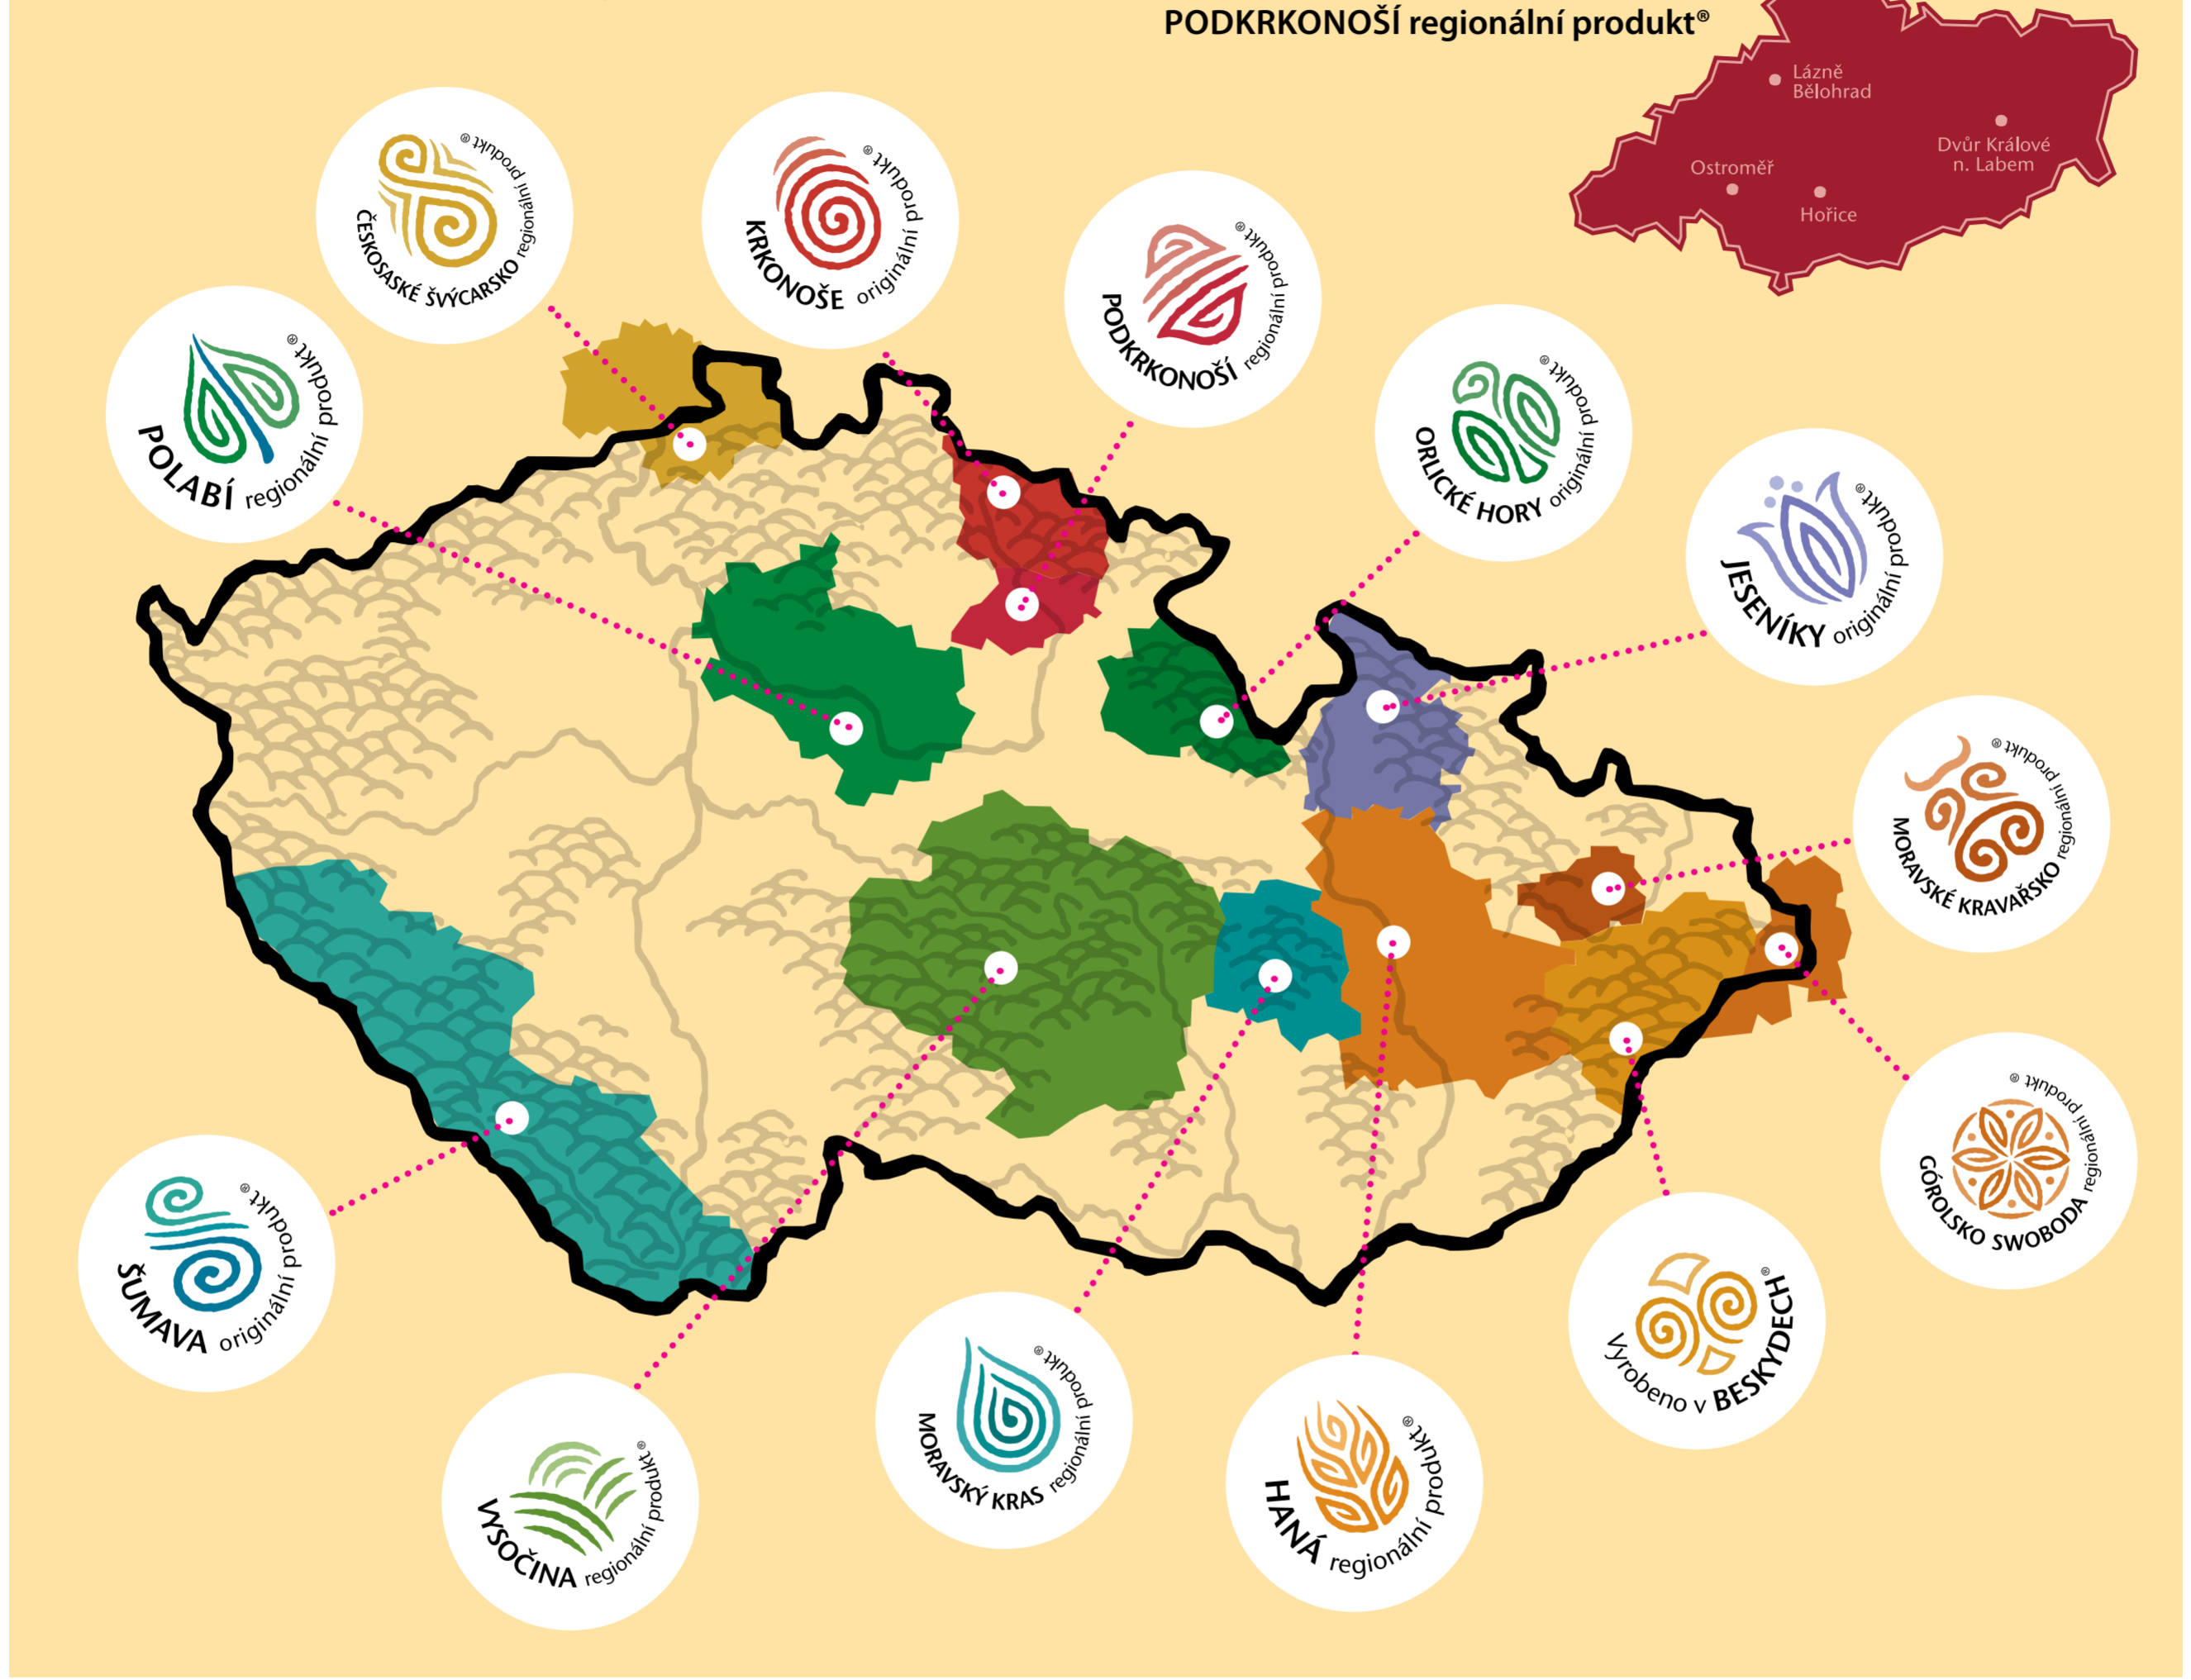 PODKRKONOŠÍ regionální produkt®
Lázně
Bělohrad
Dvůr Králové
n. Labem
Ostroměř
Hořice
ČESKOSASKÉ ŠVÝCARSKO regionální produkt®
KRKONOŠE originální produkt®
PODKRKONOŠÍ regionální produkt®
POLABÍ regionální produkt®
ORLICKÉ HORY originální produkt®
JESENÍKY originální produkt®
MORAVSKÉ KRAVAŘSKO regionální produkt®
GÓROLSKO SWOBODA regionální produkt®
ŠUMAVA originální produkt®
Vyrobeno v BESKYDECH®
MORAVSKÝ KRAS regionální produkt®
HANÁ regionální produkt®
VYSOČINA regionální produkt®